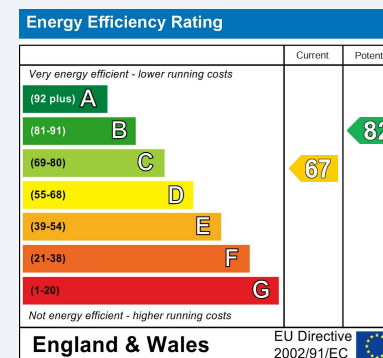 Energy Efficiency Rating
Current
Very energy efficient - lower running costs
(92 plus) A
(81-91) B
82
(69-80) C
67
(55-68) D
(39-54) E
(21-38) F
(1-20) G
Not energy efficient - higher running costs
England & Wales
EU Directive
2002/91/EC